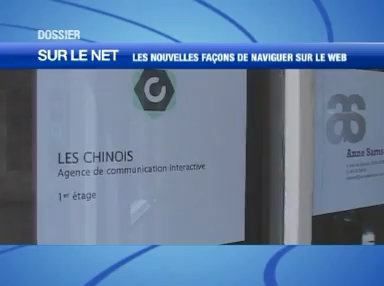 DOSSIER
SUR LE NET LES NOUVELLES FAÇONS DE NAVIGUER SUR LE WEB
LES CHINOIS
Agence de communication interactive
1er étage
Anne